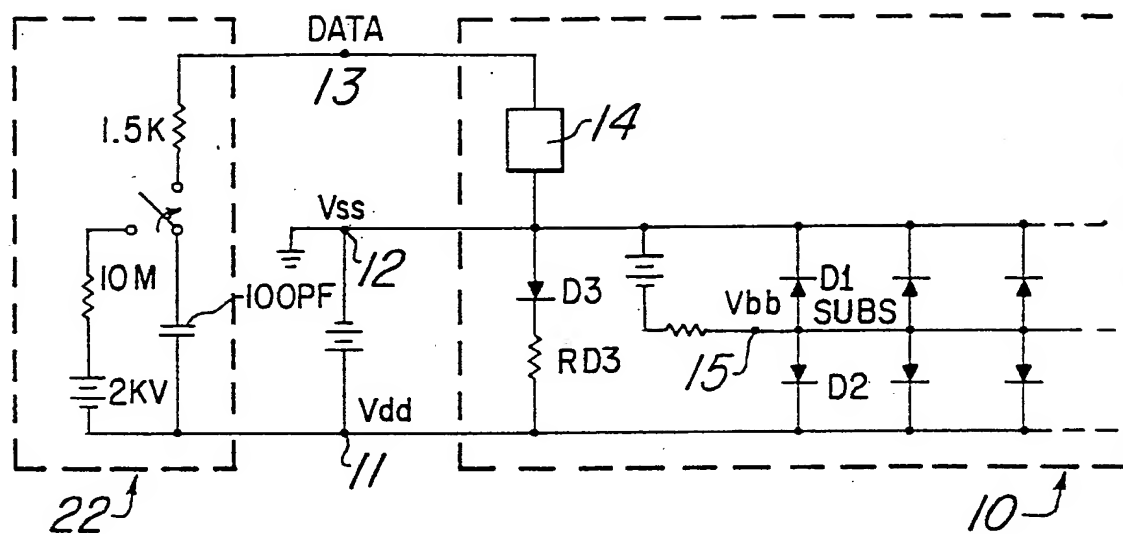 DATA
13
14
1.5K
Vss
12
10M
100PF
D3
Vbb
D1
SUBS
15
RD3
D2
2KV
Vdd
11
22
10